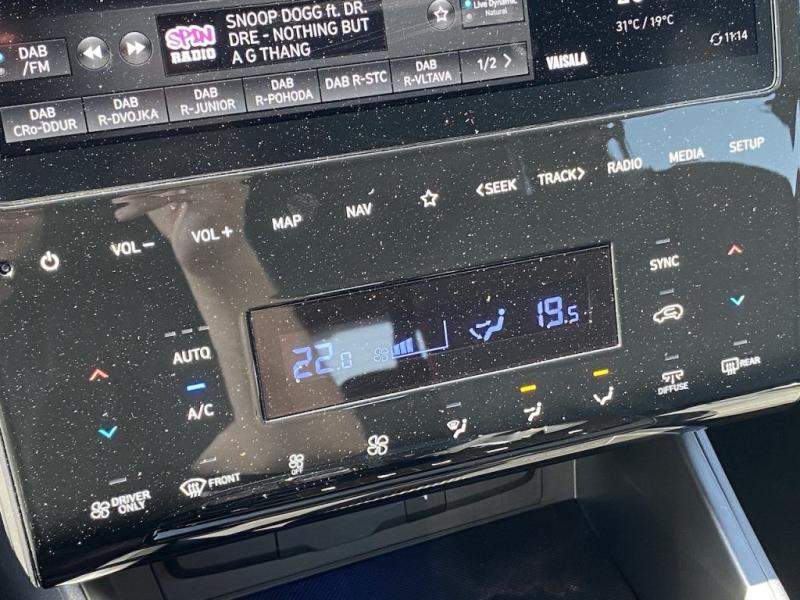 DAB
/FM
SPIN
RADIO
SNOOP DOGG ft. DR.
DRE - NOTHING BUT
A G THANG
Live Dynamic
Natural
31°C / 19°C
11:14
VAISALA
DAB
CRo-DDUR
DAB
R-DVOJKA
DAB
R-JUNIOR
DAB
R-POHODA
DAB R-STC
DAB
R-VLTAVA
1/2 >
VOL−
VOL+
MAP
NAV
<SEEK
TRACK>
RADIO
MEDIA
SETUP
AUTO
A/C
22.0
19.5
SYNC
DRIVER
ONLY
FRONT
OFF
DIFFUSE
REAR